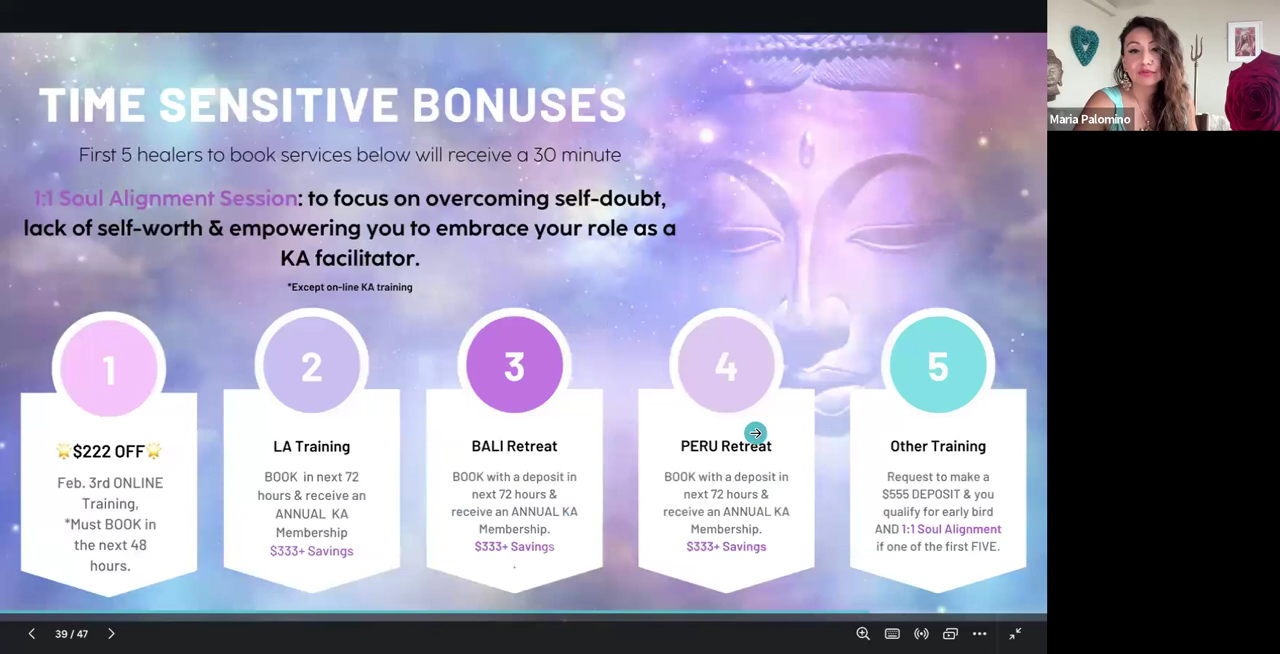 TIME SENSITIVE BONUSES
First 5 healers to book services below will receive a 30 minute
1:1 Soul Alignment Session: to focus on overcoming self-doubt,
lack of self-worth & empowering you to embrace your role as a
KA facilitator.
*Except on-line KA training
1
🌟$222 OFF🌟
Feb. 3rd ONLINE
Training,
*Must BOOK in
the next 48
hours.
2
LA Training
BOOK in next 72
hours & receive an
ANNUAL KA
Membership
$333+ Savings
3
BALI Retreat
BOOK with a deposit in
next 72 hours &
receive an ANNUAL KA
Membership.
$333+ Savings
.
4
PERU Retreat
BOOK with a deposit in
next 72 hours &
receive an ANNUAL KA
Membership.
$333+ Savings
5
Other Training
Request to make a
$555 DEPOSIT & you
qualify for early bird
AND 1:1 Soul Alignment
if one of the first FIVE.
39 / 47
Maria Palomino